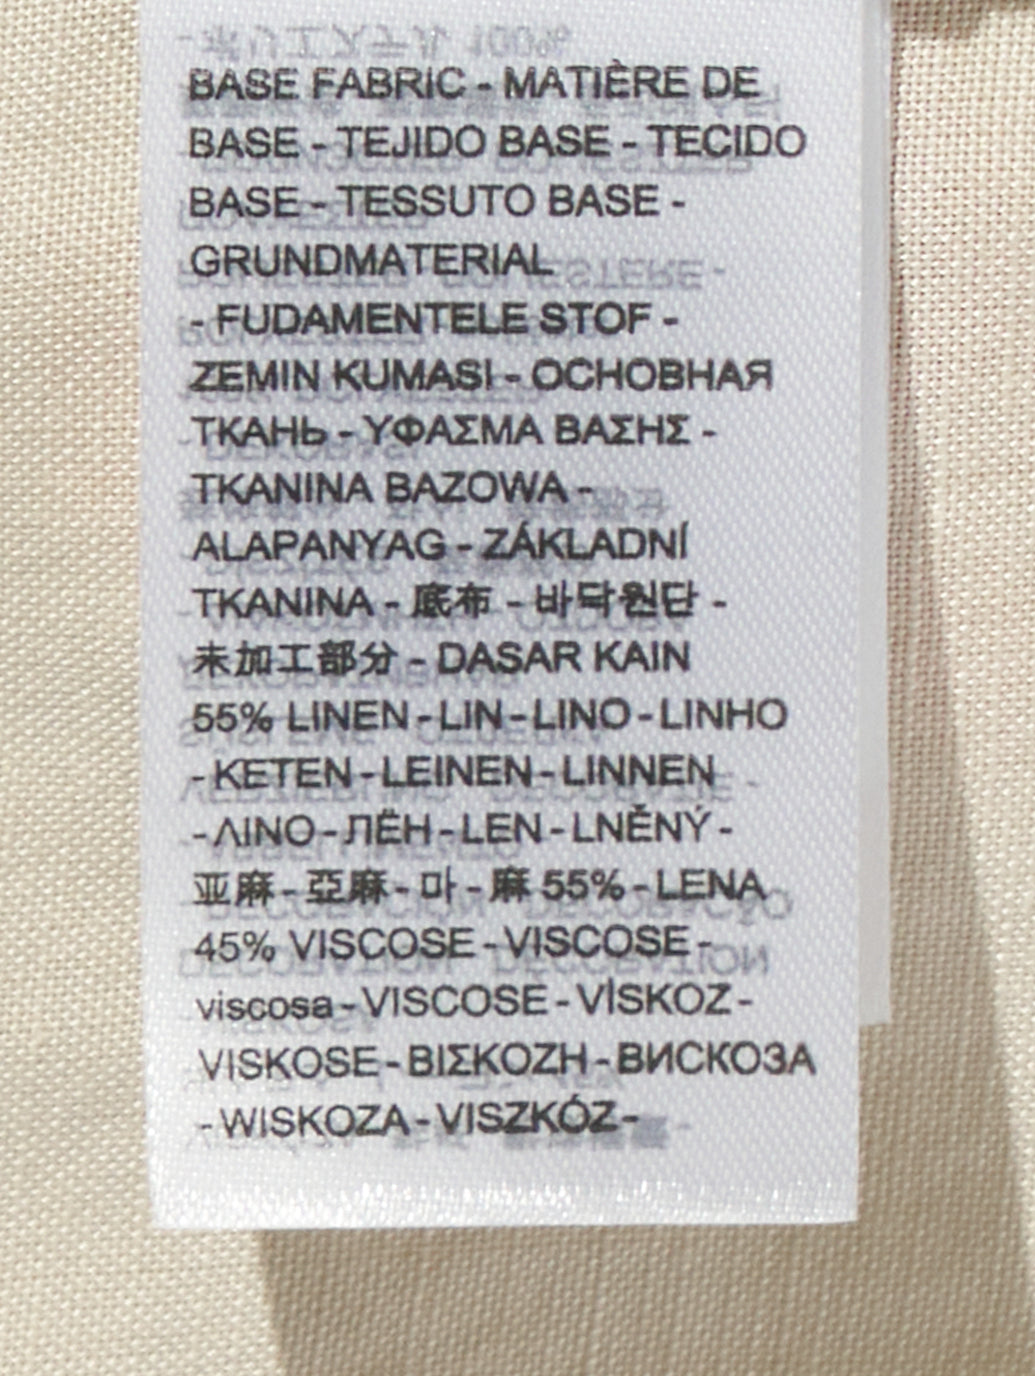 BASE FABRIC - MATIÈRE DE
BASE - TEJIDO BASE - TECIDO
BASE - TESSUTO BASE -
GRUNDMATERIAL
- FUDAMENTELE STOF -
ZEMIN KUMASI - ОСНОВНАЯ
ТКАНЬ - ΥΦΑΣΜΑ ΒΑΣΗΣ -
TKANINA BAZOWA -
ALAPANYAG - ZÁKLADNÍ
TKANINA - 底布 - 바닥원단 -
未加工部分 - DASAR KAIN
55% LINEN - LIN - LINO - LINHO
- KETEN - LEINEN - LINNEN
- ΛΙΝΟ - ЛЁН - LEN - LNĚNÝ -
亚麻 - 亞麻 - 마 - 麻 55% - LENA
45% VISCOSE - VISCOSE -
viscosa - VISCOSE - VİSKOZ -
VISKOSE - ΒΙΣΚΟΖΗ - ВИСКОЗА
- WISKOZA - VISZKÓZ -